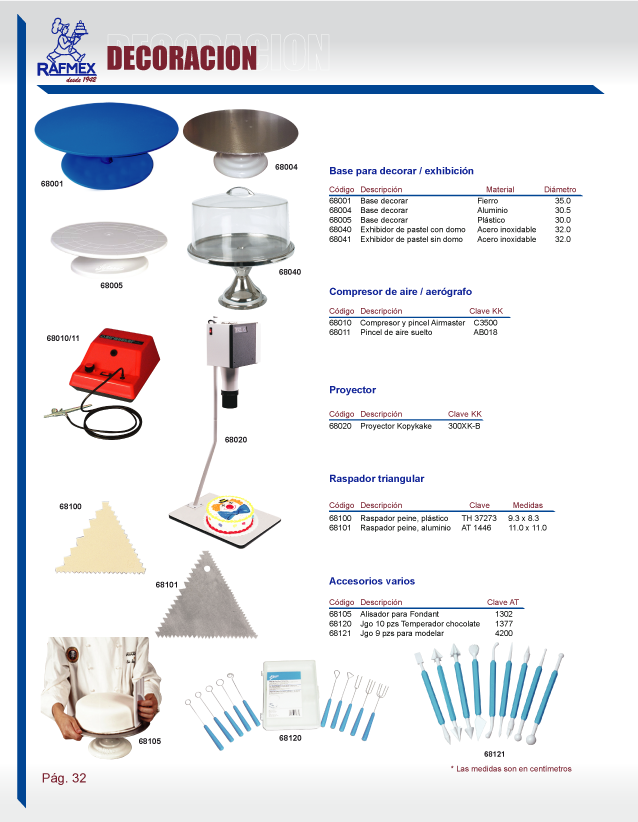 RAFMEX
desde 1942
DECORACION
68001
68004
68005
68040
Base para decorar / exhibición
Código Descripción Material Diámetro
68001 Base decorar Fierro 35.0
68004 Base decorar Aluminio 30.5
68005 Base decorar Plástico 30.0
68040 Exhibidor de pastel con domo Acero inoxidable 32.0
68041 Exhibidor de pastel sin domo Acero inoxidable 32.0
Compresor de aire / aerógrafo
Código Descripción Clave KK
68010 Compresor y pincel Airmaster C3500
68011 Pincel de aire suelto AB018
68010/11
68020
Proyector
Código Descripción Clave KK
68020 Proyector Kopykake 300XK-B
Raspador triangular
Código Descripción Clave Medidas
68100 Raspador peine, plástico TH 37273 9.3 x 8.3
68101 Raspador peine, aluminio AT 1446 11.0 x 11.0
68100
68101
Accesorios varios
Código Descripción Clave AT
68105 Alisador para Fondant 1302
68120 Jgo 10 pzs Temperador chocolate 1377
68121 Jgo 9 pzs para modelar 4200
68105
68120
68121
* Las medidas son en centímetros
Pág. 32